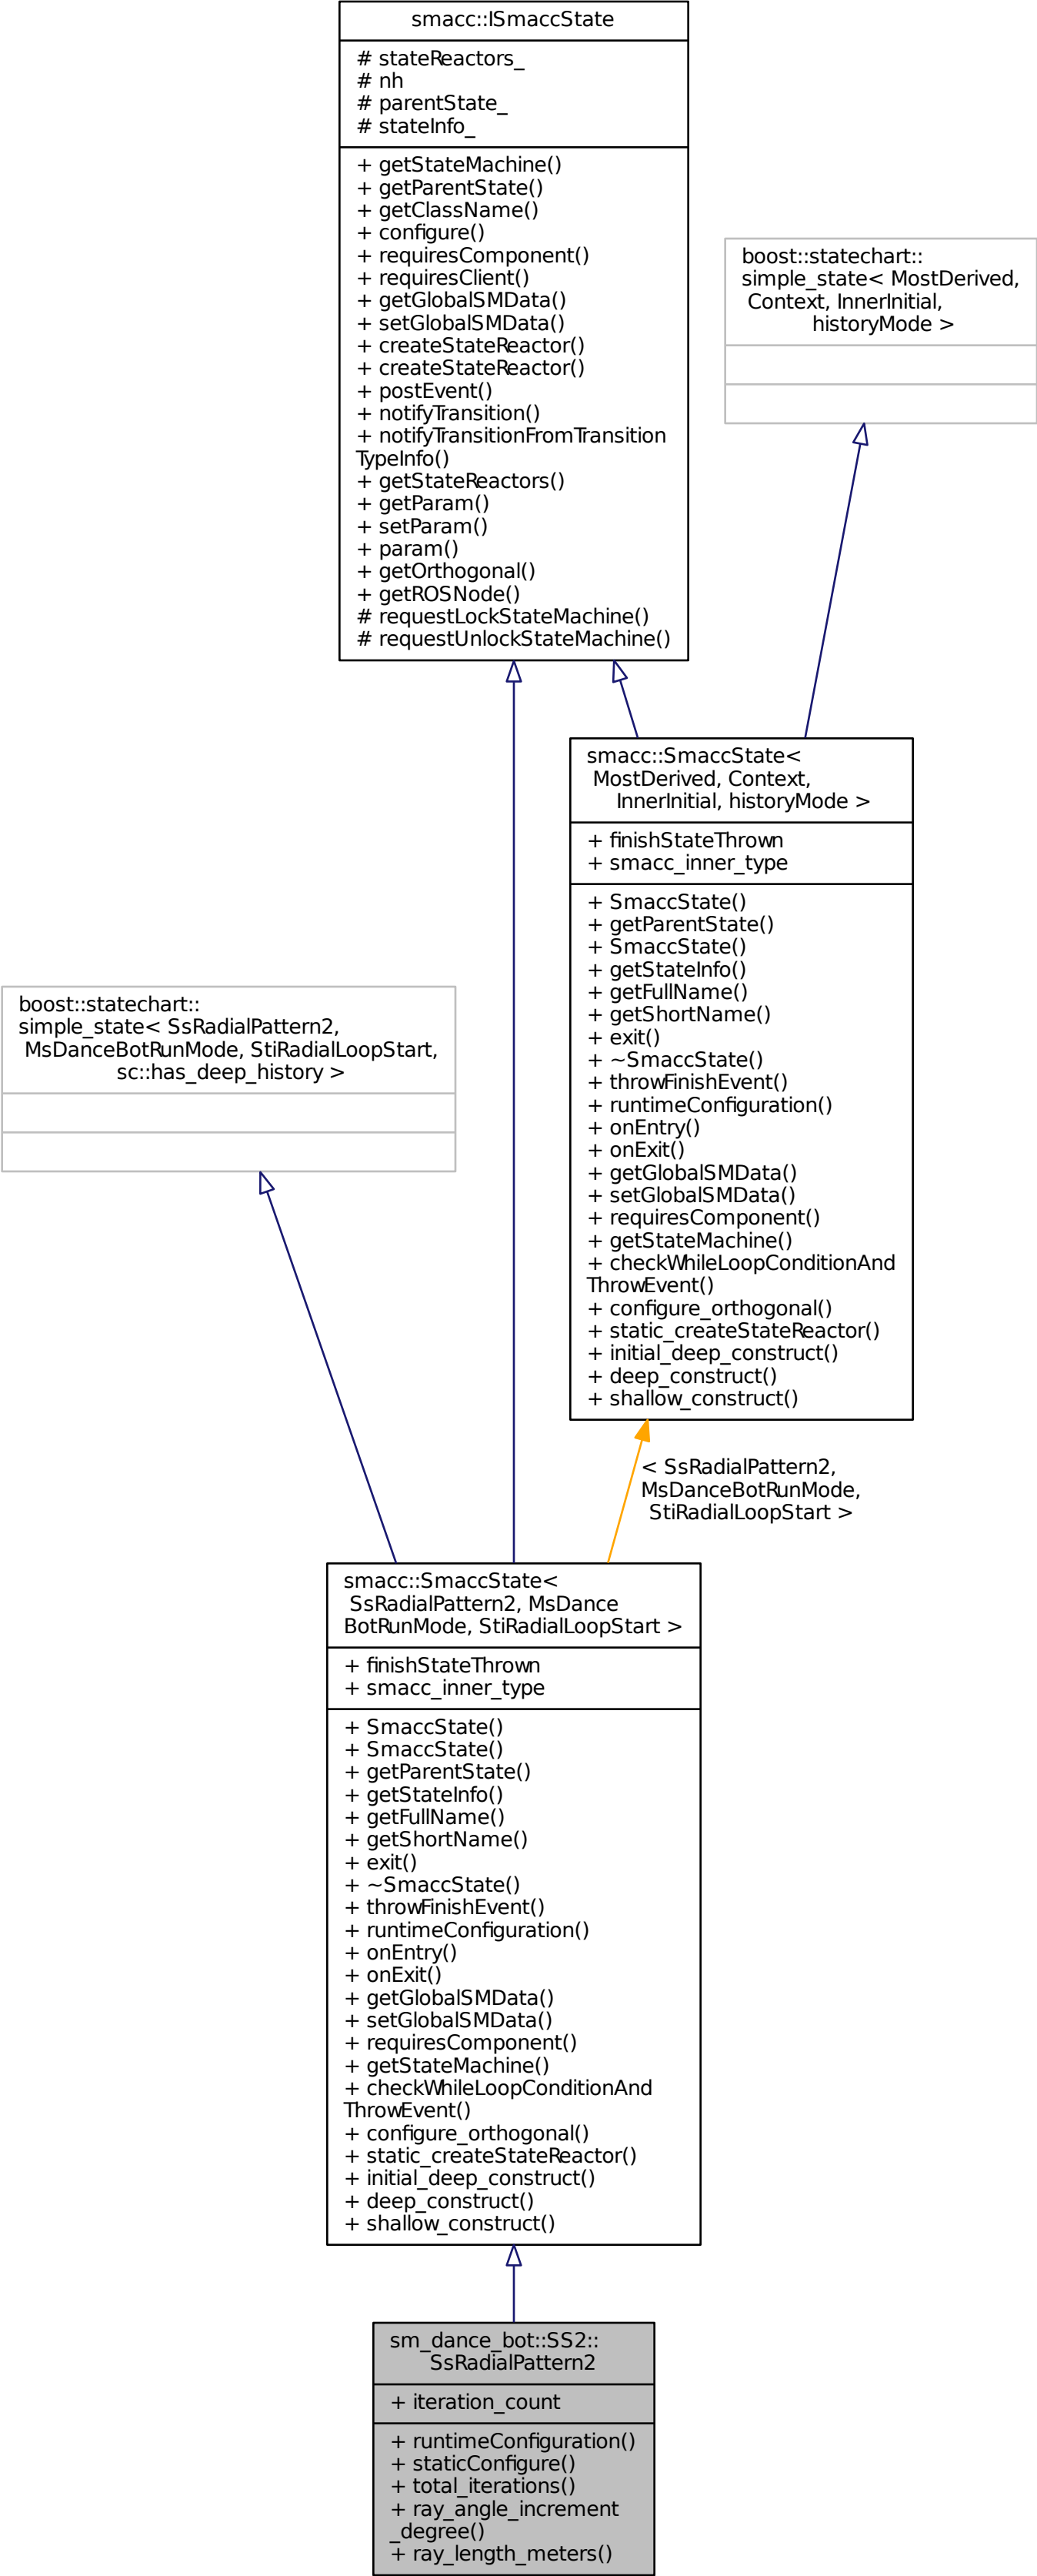 smacc::ISmaccState
# stateReactors_
# nh
# parentState_
# stateInfo_
+ getStateMachine()
+ getParentState()
+ getClassName()
+ configure()
+ requiresComponent()
+ requiresClient()
+ getGlobalSMData()
+ setGlobalSMData()
+ createStateReactor()
+ createStateReactor()
+ postEvent()
+ notifyTransition()
+ notifyTransitionFromTransition
TypeInfo()
+ getStateReactors()
+ getParam()
+ setParam()
+ param()
+ getOrthogonal()
+ getROSNode()
# requestLockStateMachine()
# requestUnlockStateMachine()
boost::statechart::
simple_state< MostDerived,
Context, InnerInitial,
historyMode >
smacc::SmaccState<
MostDerived, Context,
InnerInitial, historyMode >
+ finishStateThrown
+ smacc_inner_type
+ SmaccState()
+ getParentState()
+ SmaccState()
+ getStateInfo()
+ getFullName()
+ getShortName()
+ exit()
+ ~SmaccState()
+ throwFinishEvent()
+ runtimeConfiguration()
+ onEntry()
+ onExit()
+ getGlobalSMData()
+ setGlobalSMData()
+ requiresComponent()
+ getStateMachine()
+ checkWhileLoopConditionAnd
ThrowEvent()
+ configure_orthogonal()
+ static_createStateReactor()
+ initial_deep_construct()
+ deep_construct()
+ shallow_construct()
boost::statechart::
simple_state< SsRadialPattern2,
MsDanceBotRunMode, StiRadialLoopStart,
sc::has_deep_history >
< SsRadialPattern2,
MsDanceBotRunMode,
StiRadialLoopStart >
smacc::SmaccState<
SsRadialPattern2, MsDance
BotRunMode, StiRadialLoopStart >
+ finishStateThrown
+ smacc_inner_type
+ SmaccState()
+ SmaccState()
+ getParentState()
+ getStateInfo()
+ getFullName()
+ getShortName()
+ exit()
+ ~SmaccState()
+ throwFinishEvent()
+ runtimeConfiguration()
+ onEntry()
+ onExit()
+ getGlobalSMData()
+ setGlobalSMData()
+ requiresComponent()
+ getStateMachine()
+ checkWhileLoopConditionAnd
ThrowEvent()
+ configure_orthogonal()
+ static_createStateReactor()
+ initial_deep_construct()
+ deep_construct()
+ shallow_construct()
sm_dance_bot::SS2::
SsRadialPattern2
+ iteration_count
+ runtimeConfiguration()
+ staticConfigure()
+ total_iterations()
+ ray_angle_increment
_degree()
+ ray_length_meters()